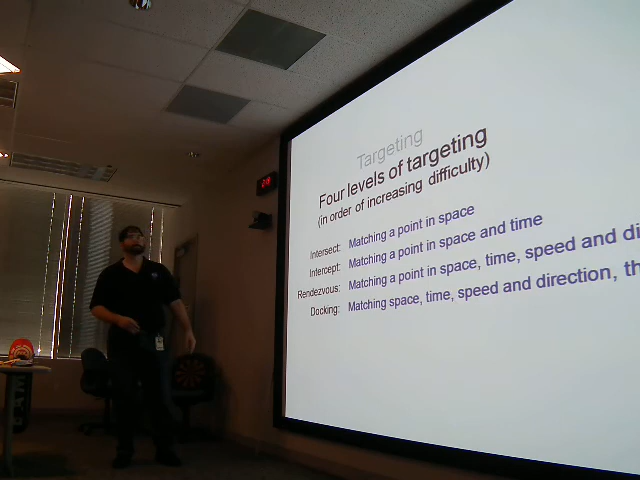 Targeting
Four levels of targeting
(in order of increasing difficulty)
Intersect: Matching a point in space
Intercept: Matching a point in space and time
Rendezvous: Matching a point in space, time, speed and di
Docking: Matching space, time, speed and direction, th